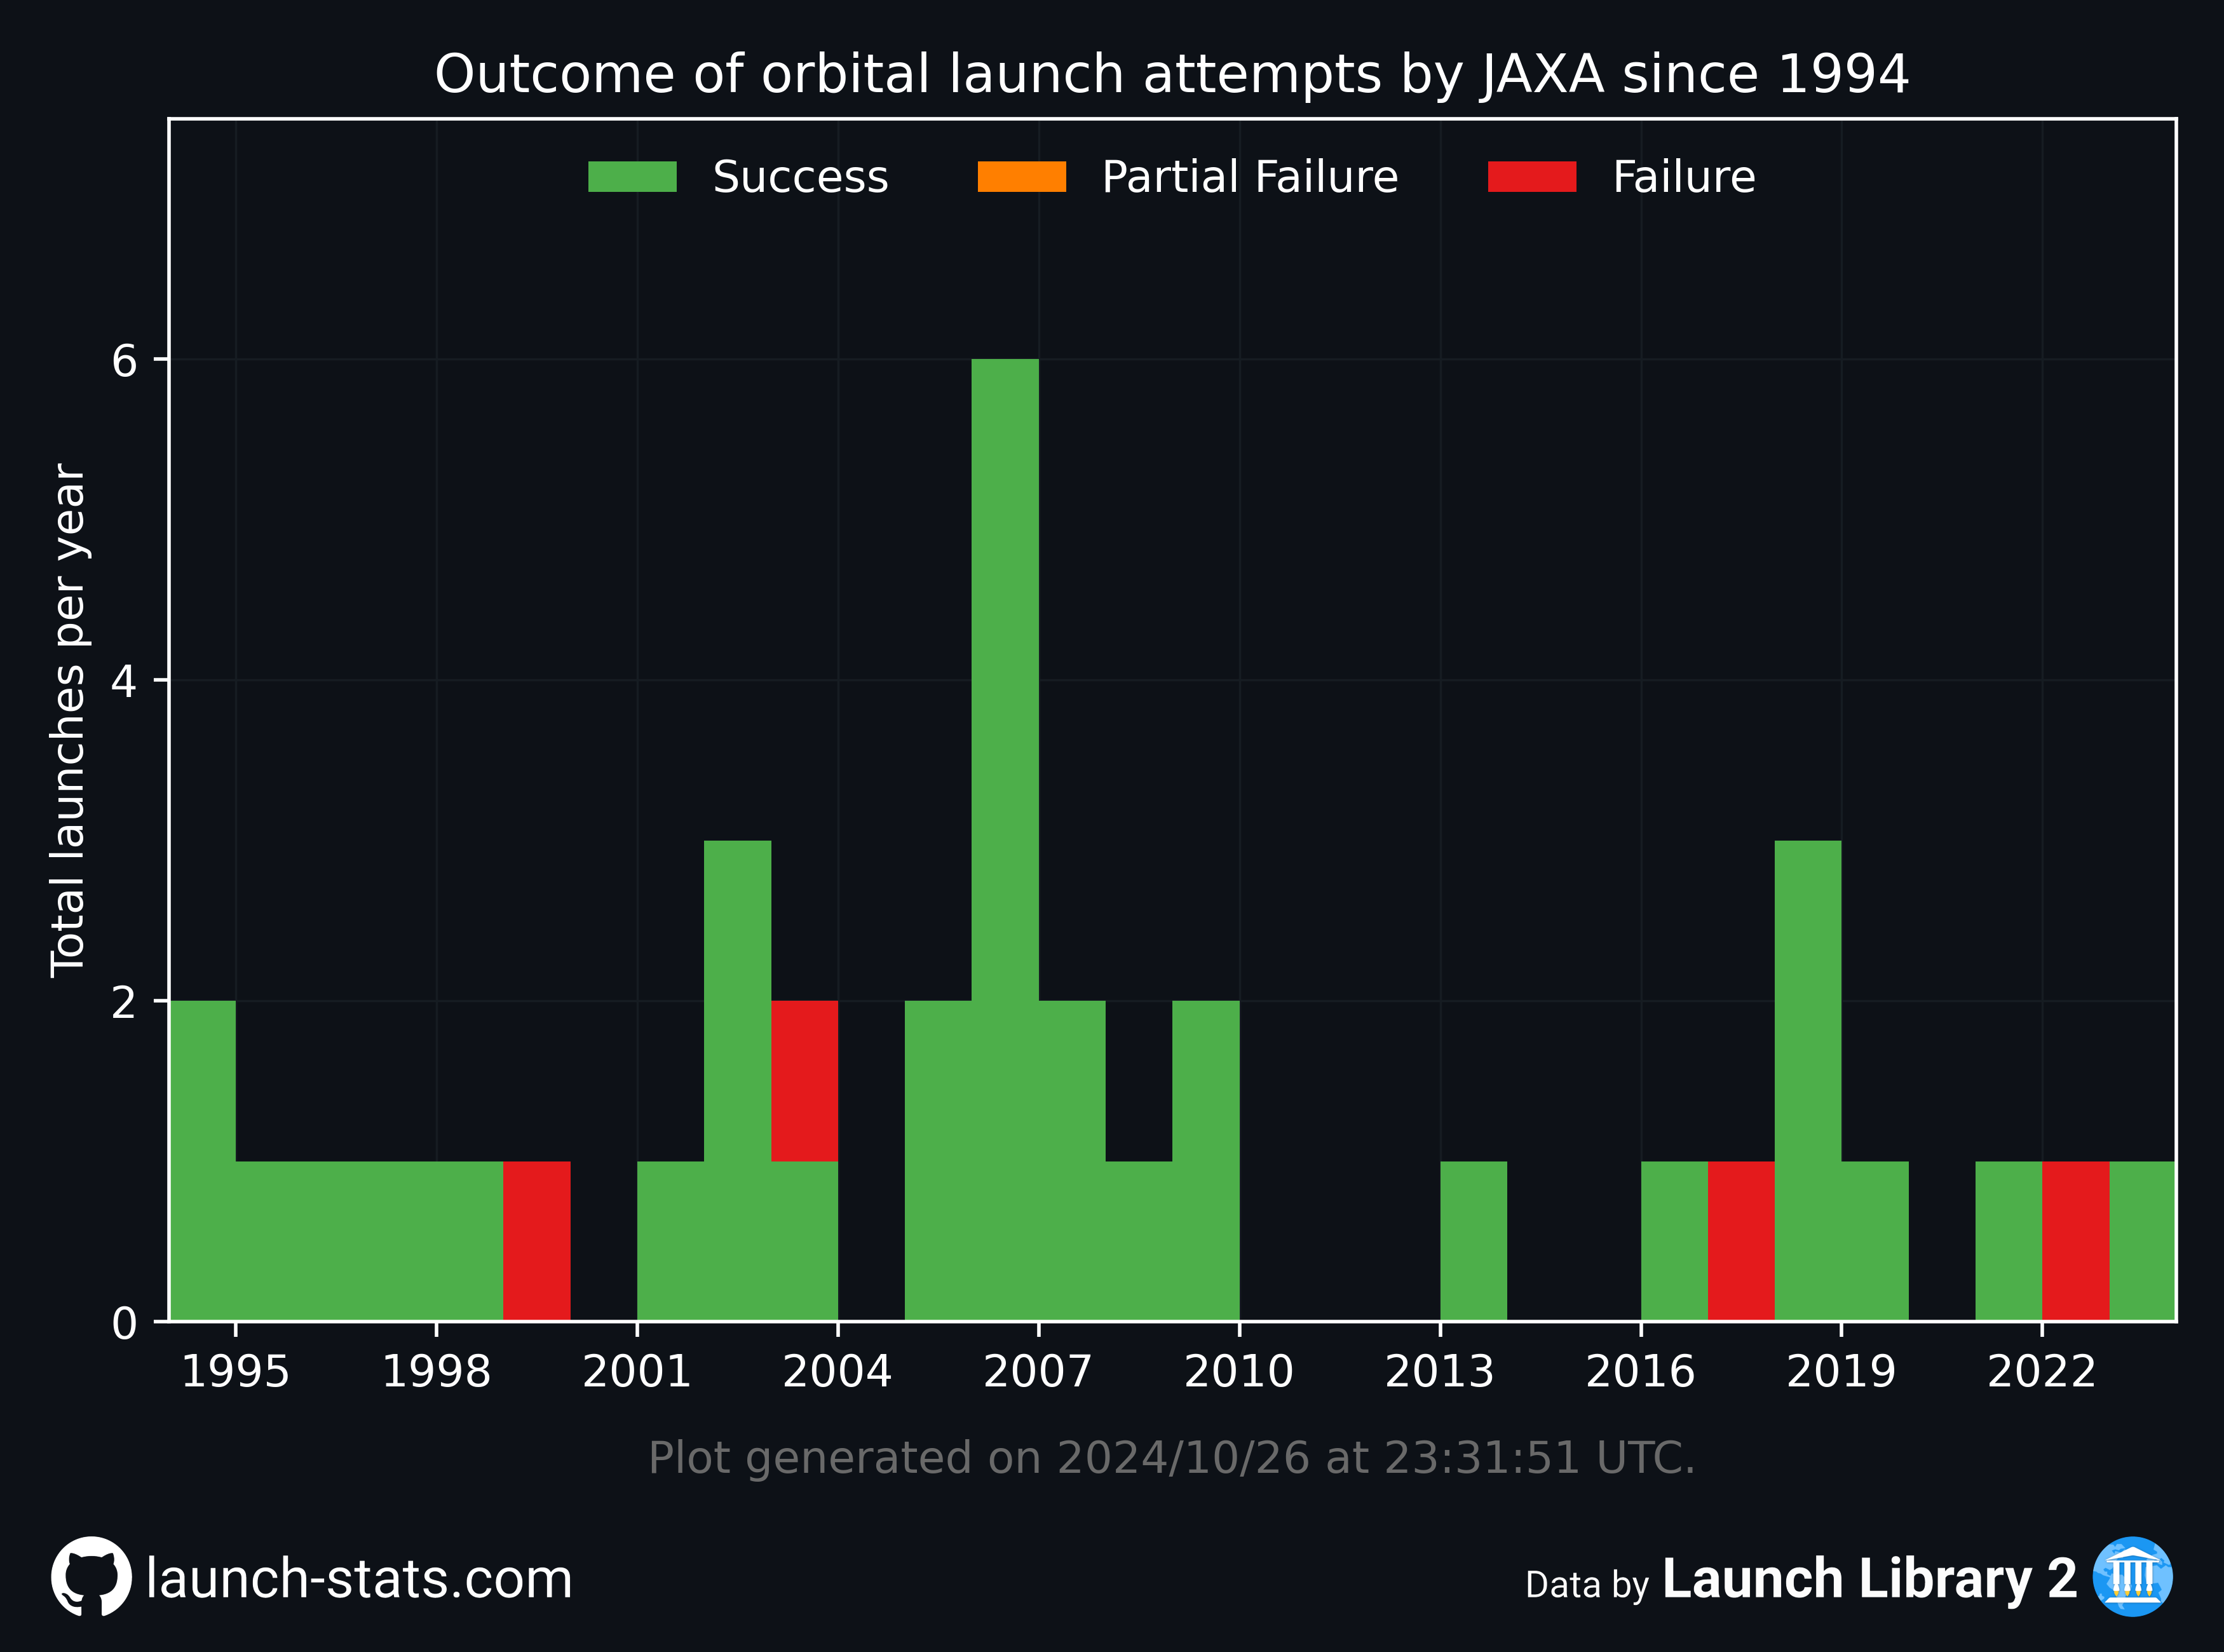 Outcome of orbital launch attempts by JAXA since 1994
Success Partial Failure Failure
Total launches per year
6
4
2
0
1995 1998 2001 2004 2007 2010 2013 2016 2019 2022
Plot generated on 2024/10/26 at 23:31:51 UTC.
launch-stats.com
Data by Launch Library 2